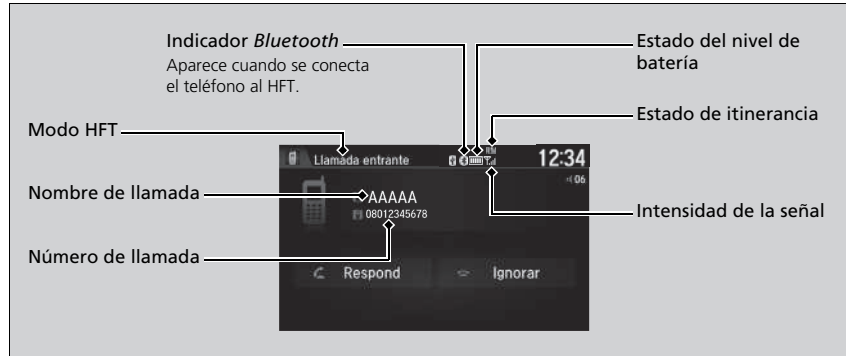 Indicador Bluetooth
Aparece cuando se conecta
el teléfono al HFT.
Estado del nivel de
batería
Estado de itinerancia
Modo HFT
Llamada entrante
RM
12:34
06
Nombre de llamada
AAAAA
08012345678
Intensidad de la señal
Número de llamada
Respond
Ignorar